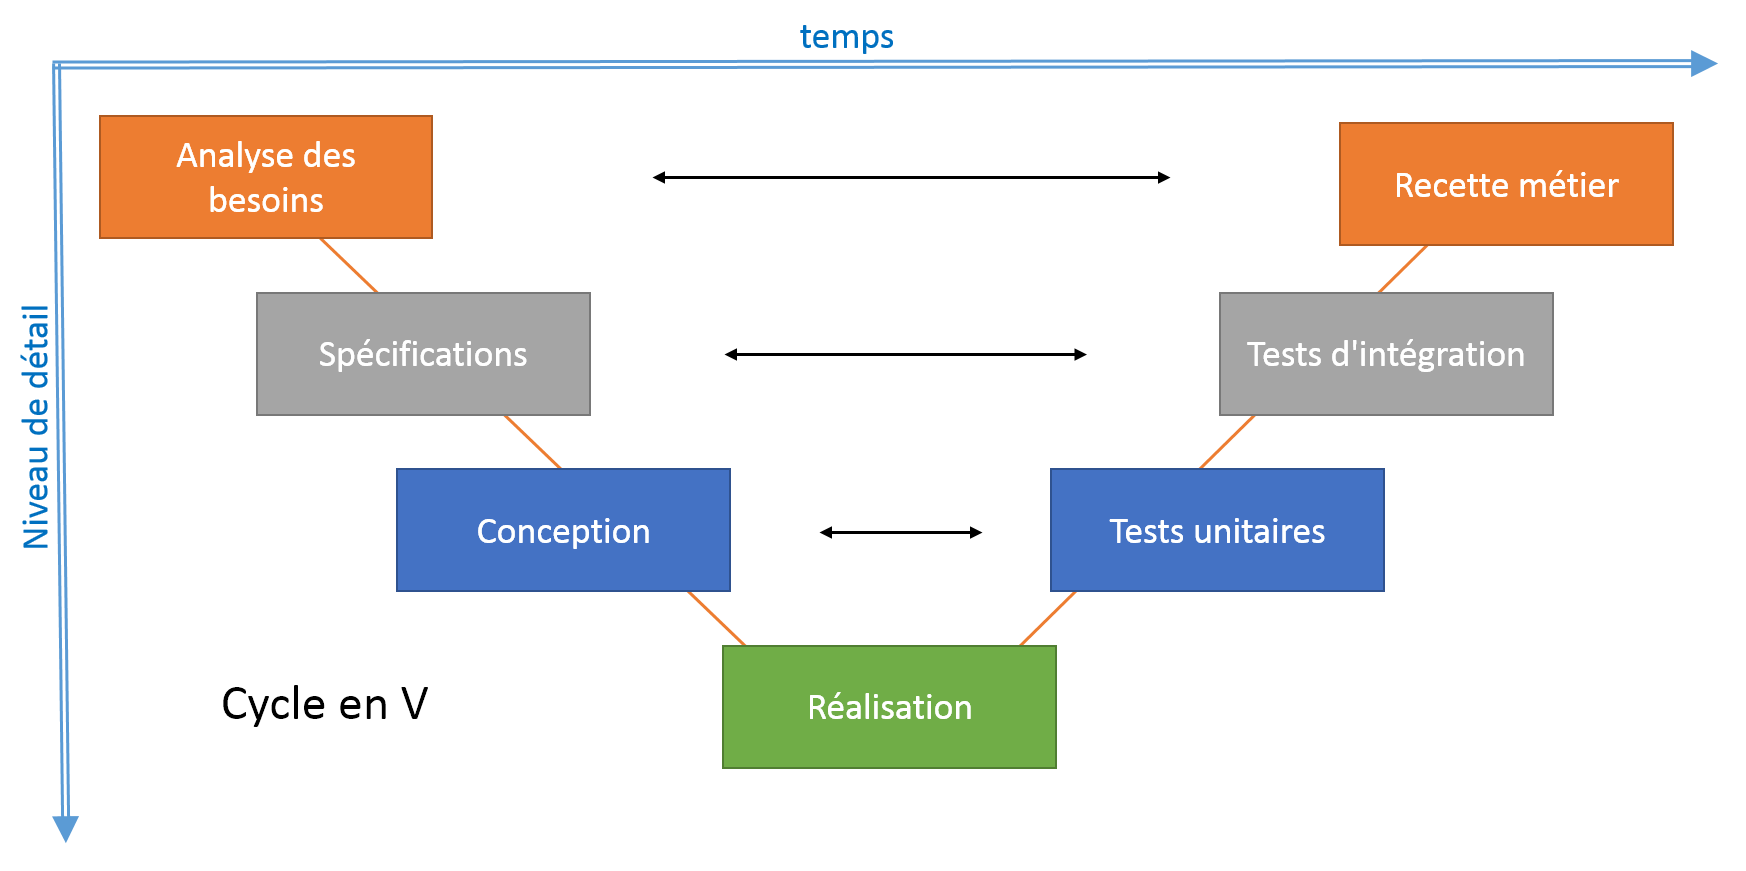 temps
Analyse des
besoins
Recette métier
Niveau de détail
Spécifications
Tests d'intégration
Conception
Tests unitaires
Cycle en V
Réalisation